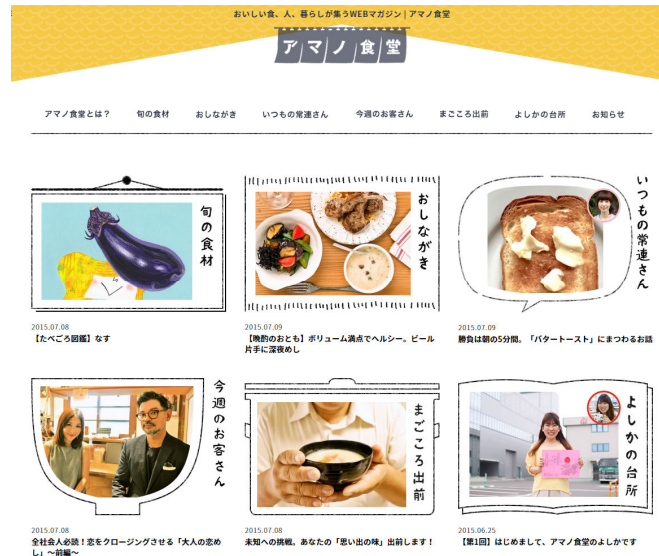 おいしい食、人、暮らしが集うWEBマガジン | アマノ食堂
アマノ食堂
アマノ食堂とは？
旬の食材
おしながき
いつもの常連さん
今週のお客さん
まごころ出前
よしかの台所
お知らせ
旬の食材
2015.07.08
【たべごろ図鑑】なす
おしながき
2015.07.09
【晩酌のおとも】ボリューム満点でヘルシー。ビール
片手に深夜めし
いつもの常連さん
2015.07.09
勝負は朝の5分間。「バタートースト」にまつわるお話
今週のお客さん
2015.07.08
全社会人必読！恋をクロージングさせる「大人の恋め
し」～前編～
まごころ出前
2015.07.08
未知への挑戦。あなたの「思い出の味」出前します！
よしかの台所
2015.06.25
【第1回】はじめまして、アマノ食堂のよしかです